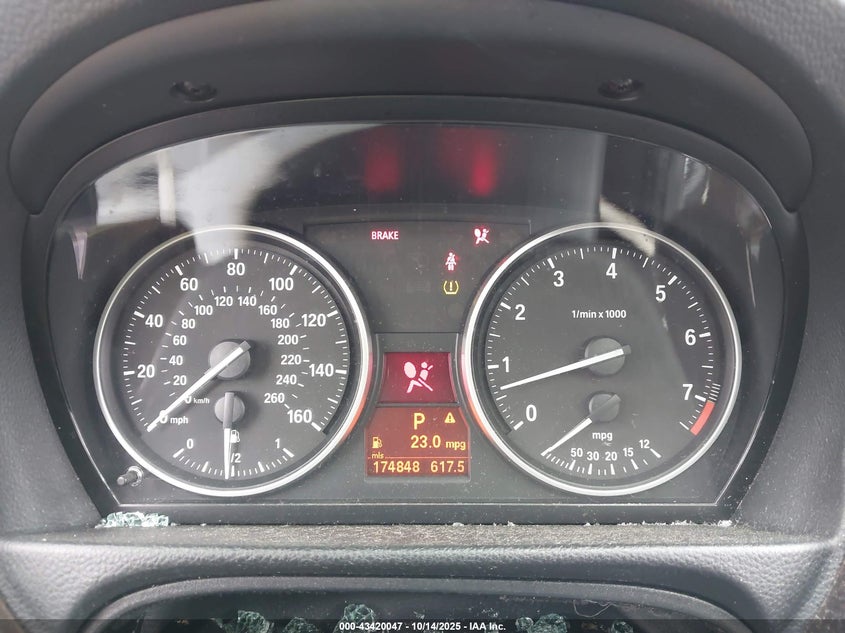 BRAKE
20 40 60 80 100 120 140 160
0 20 40 60 80 100 120 140 160 180 200 220 240 260
km/h
0 mph
0 1/2 1
P
23.0 mpg
mls
174848 617.5
0 1 2 3 4 5 6 7
1/min x 1000
mpg
50 30 20 15 12
000-43420047 - 10/14/2025 - Copyright © 2025 - IAA Inc.